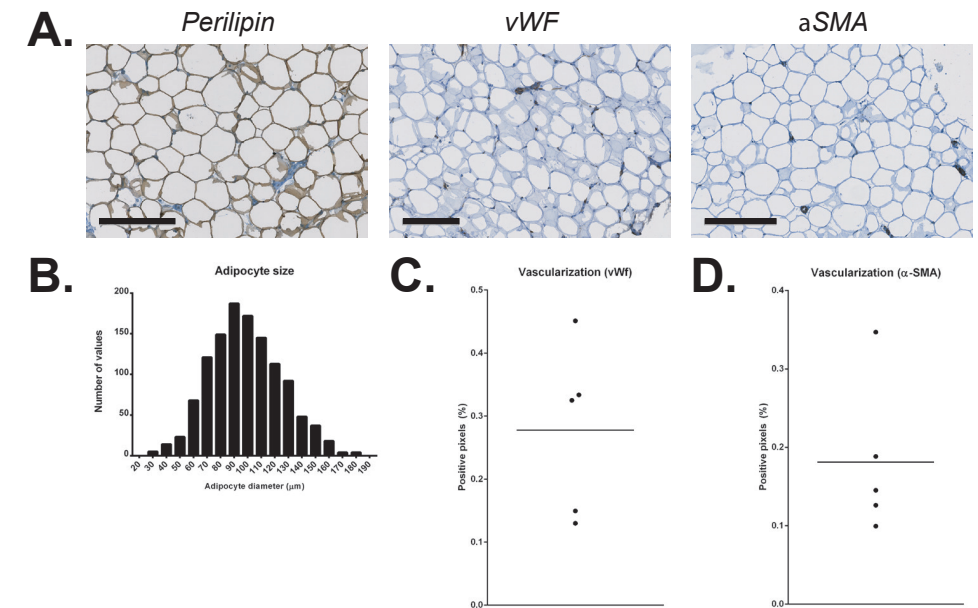 A.
Perilipin
vWF
aSMA
B.
Adipocyte size
Number of values
200
150
100
50
0
20 30 40 50 60 70 80 90 100 110 120 130 140 150 160 170 180 190
Adipocyte diameter (μm)
C.
Vascularization (vWf)
Positive pixels (%)
0.5
0.4
0.3
0.2
0.1
0.0
D.
Vascularization (α-SMA)
Positive pixels (%)
0.4
0.3
0.2
0.1
0.0